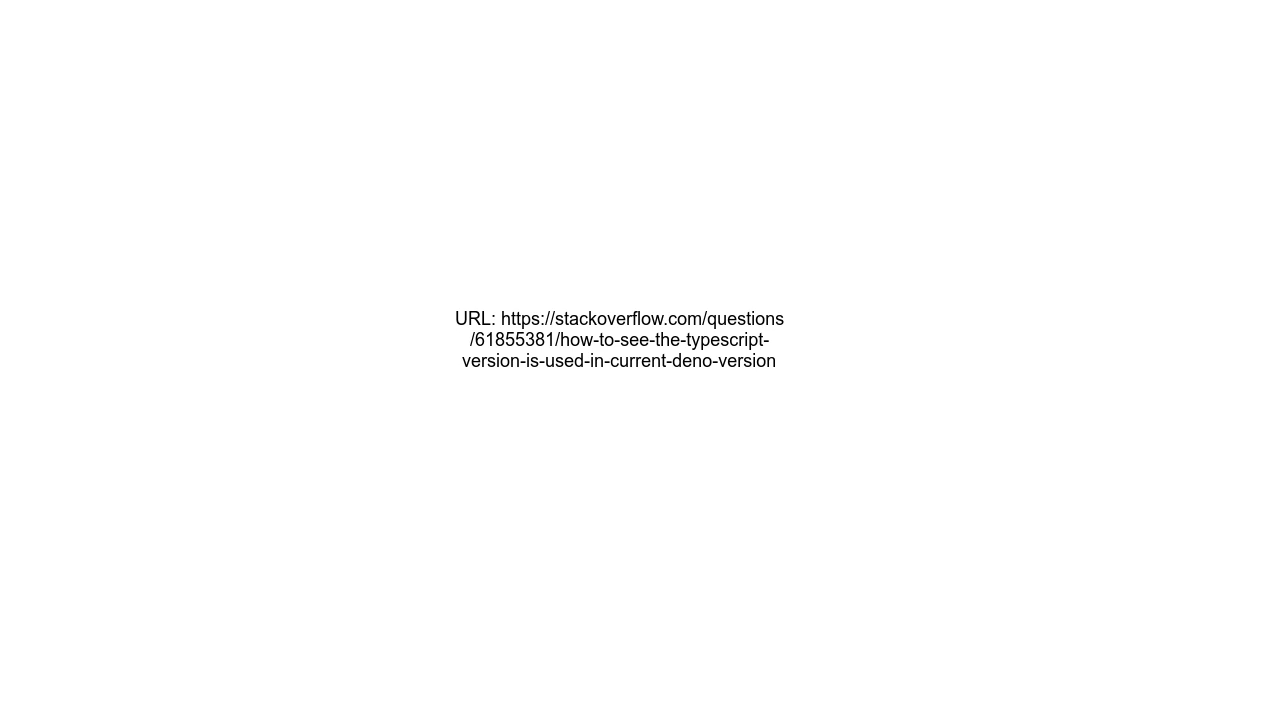 URL: https://stackoverflow.com/questions
/61855381/how-to-see-the-typescript-
version-is-used-in-current-deno-version